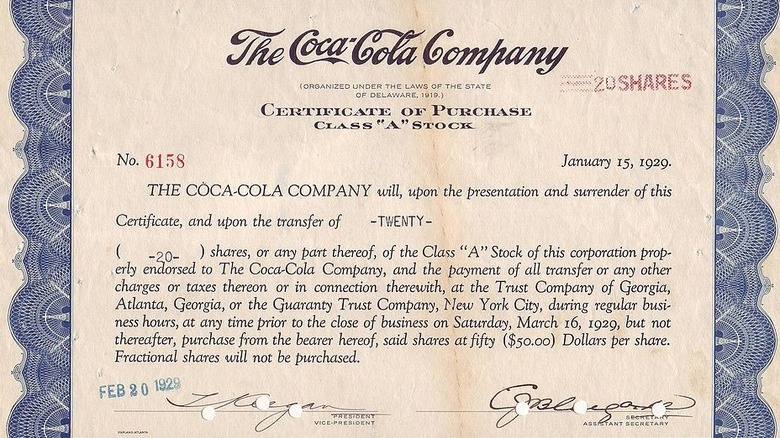 The Coca-Cola Company
(ORGANIZED UNDER THE LAWS OF THE STATE
OF DELAWARE, 1919.)
20 SHARES
CERTIFICATE OF PURCHASE
CLASS "A" STOCK
No. 6158 January 15, 1929.
THE COCA-COLA COMPANY will, upon the presentation and surrender of this
Certificate, and upon the transfer of -TWENTY-
( -20- ) shares, or any part thereof, of the Class "A" Stock of this corporation prop-
erly endorsed to The Coca-Cola Company, and the payment of all transfer or any other
charges or taxes thereon or in connection therewith, at the Trust Company of Georgia,
Atlanta, Georgia, or the Guaranty Trust Company, New York City, during regular busi-
ness hours, at any time prior to the close of business on Saturday, March 16, 1929, but not
thereafter, purchase from the bearer hereof, said shares at fifty ($50.00) Dollars per share.
Fractional shares will not be purchased.
FEB 20 1929
PRESIDENT SECRETARY
VICE-PRESIDENT ASSISTANT SECRETARY